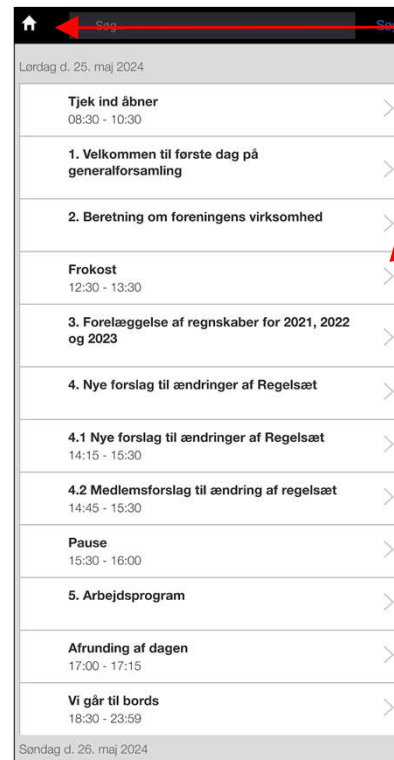 Søg
Søg
Lørdag d. 25. maj 2024
Tjek ind åbner
08:30 - 10:30
1. Velkommen til første dag på
generalforsamling
2. Beretning om foreningens virksomhed
Frokost
12:30 - 13:30
3. Forelæggelse af regnskaber for 2021, 2022
og 2023
4. Nye forslag til ændringer af Regelsæt
4.1 Nye forslag til ændringer af Regelsæt
14:15 - 15:30
4.2 Medlemsforslag til ændring af regelsæt
14:45 - 15:30
Pause
15:30 - 16:00
5. Arbejdsprogram
Afrunding af dagen
17:00 - 17:15
Vi går til bords
18:30 - 23:59
Søndag d. 26. maj 2024